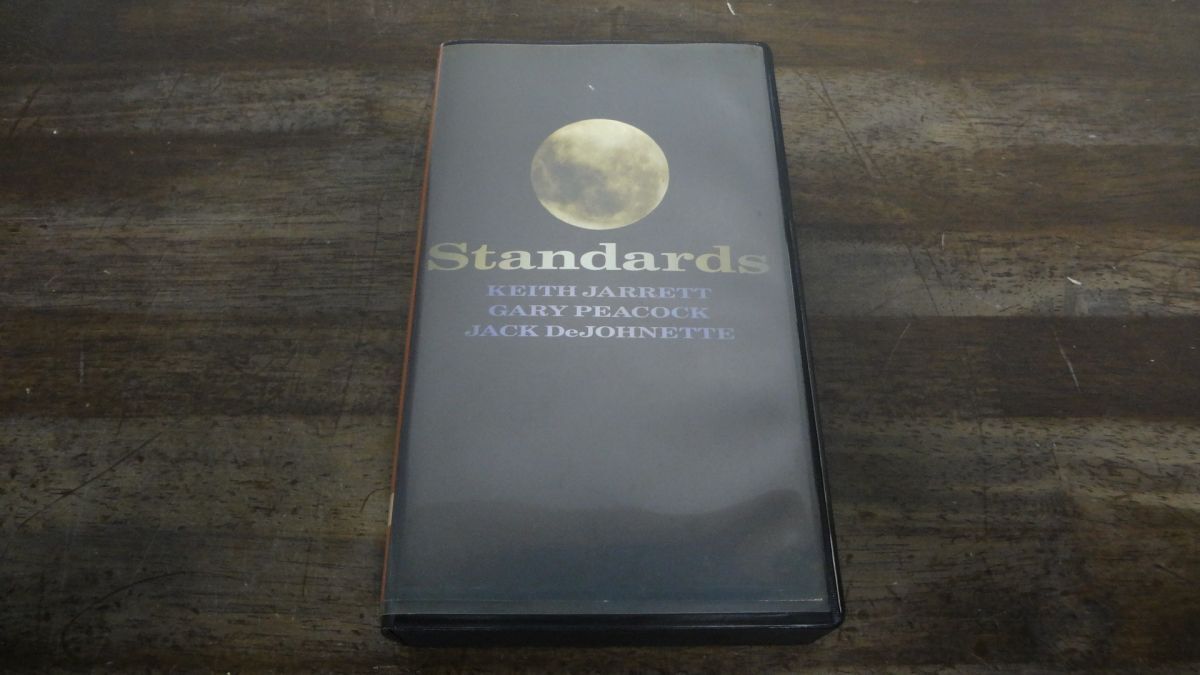 Standards
KEITH JARRETT
GARY PEACOCK
JACK DeJOHNETTE